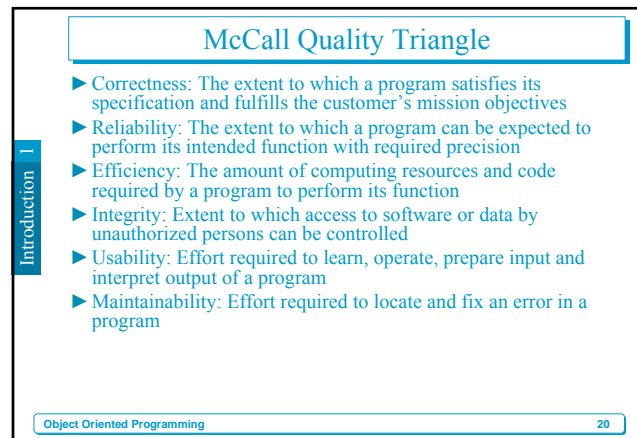 McCall Quality Triangle
► Correctness: The extent to which a program satisfies its
specification and fulfills the customer's mission objectives
► Reliability: The extent to which a program can be expected to
perform its intended function with required precision
► Efficiency: The amount of computing resources and code
required by a program to perform its function
► Integrity: Extent to which access to software or data by
unauthorized persons can be controlled
► Usability: Effort required to learn, operate, prepare input and
interpret output of a program
► Maintainability: Effort required to locate and fix an error in a
program
Introduction 1
Object Oriented Programming 20